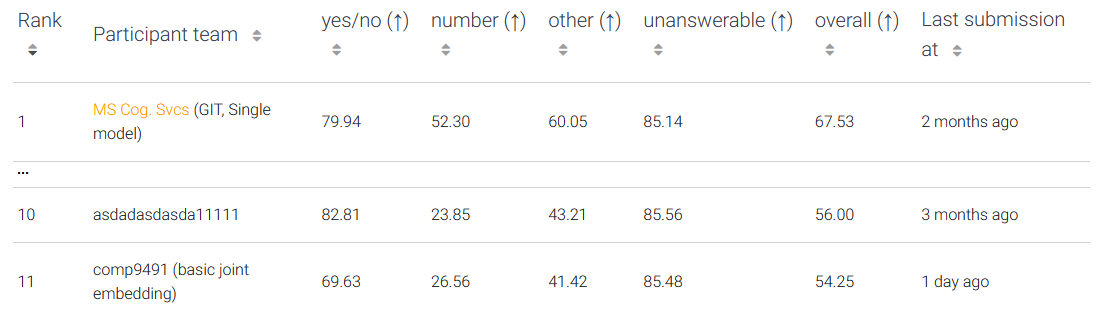 Rank Participant team yes/no (↑) number (↑) other (↑) unanswerable (↑) overall (↑) Last submission
at
1 MS Cog. Svcs (GIT, Single
model) 79.94 52.30 60.05 85.14 67.53 2 months ago
...
10 asdadasdasda11111 82.81 23.85 43.21 85.56 56.00 3 months ago
11 comp9491 (basic joint
embedding) 69.63 26.56 41.42 85.48 54.25 1 day ago